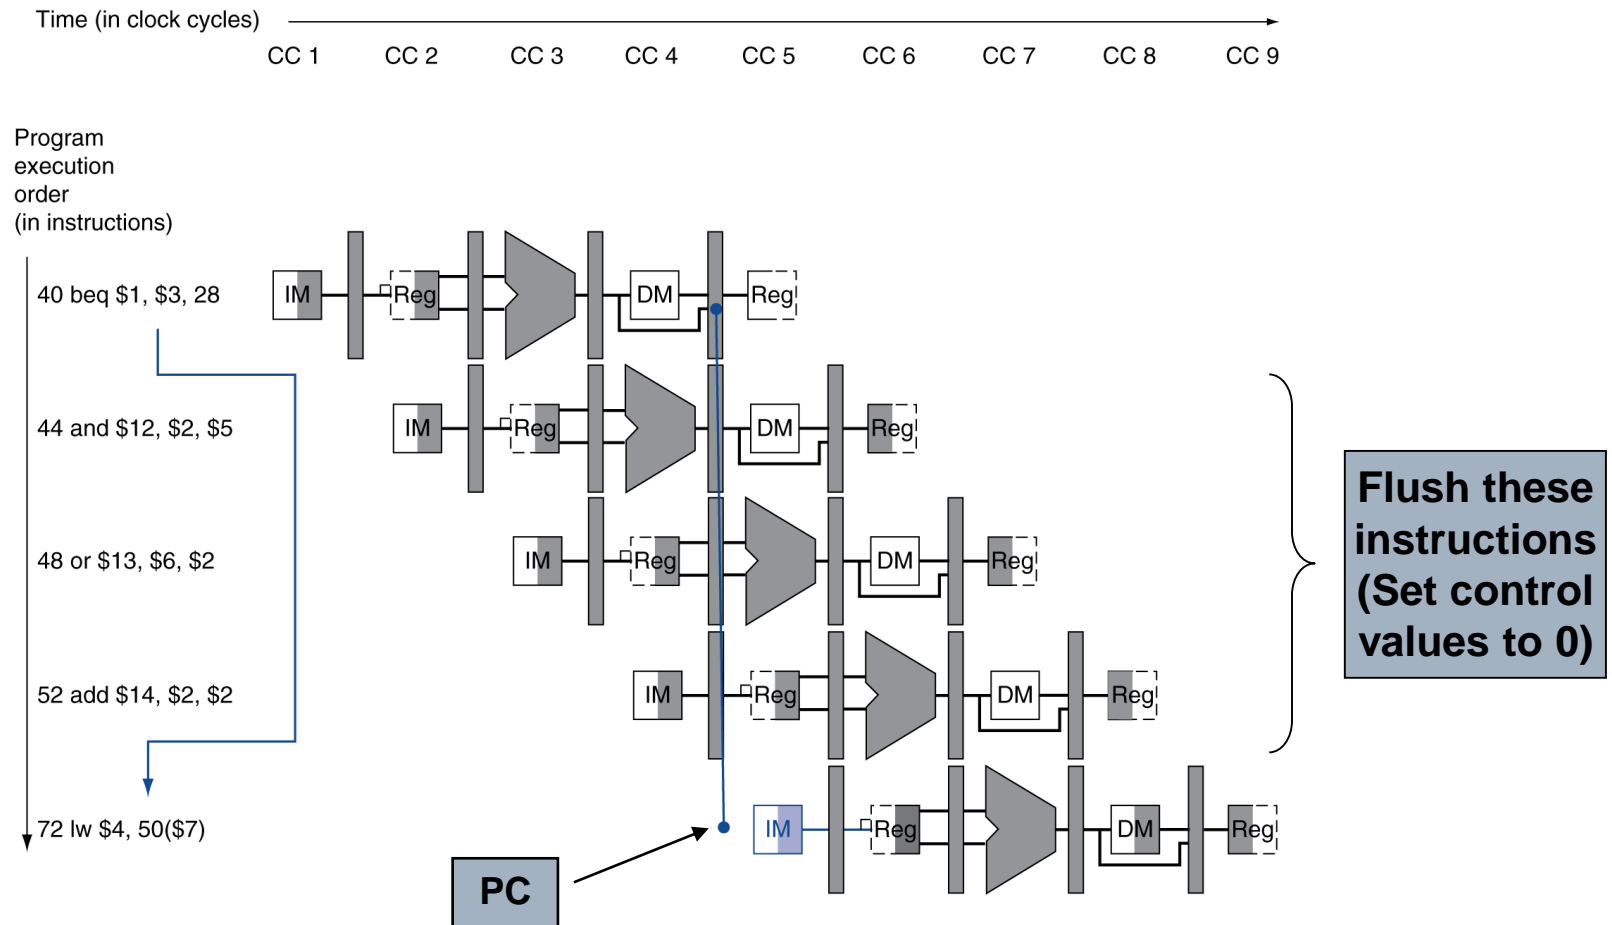 Time (in clock cycles)
CC 1 CC 2 CC 3 CC 4 CC 5 CC 6 CC 7 CC 8 CC 9
Program
execution
order
(in instructions)
40 beq $1, $3, 28
IM Reg DM Reg
44 and $12, $2, $5
IM Reg DM Reg
48 or $13, $6, $2
IM Reg DM Reg
52 add $14, $2, $2
IM Reg DM Reg
72 lw $4, 50($7)
IM Reg DM Reg
Flush these
instructions
(Set control
values to 0)
PC